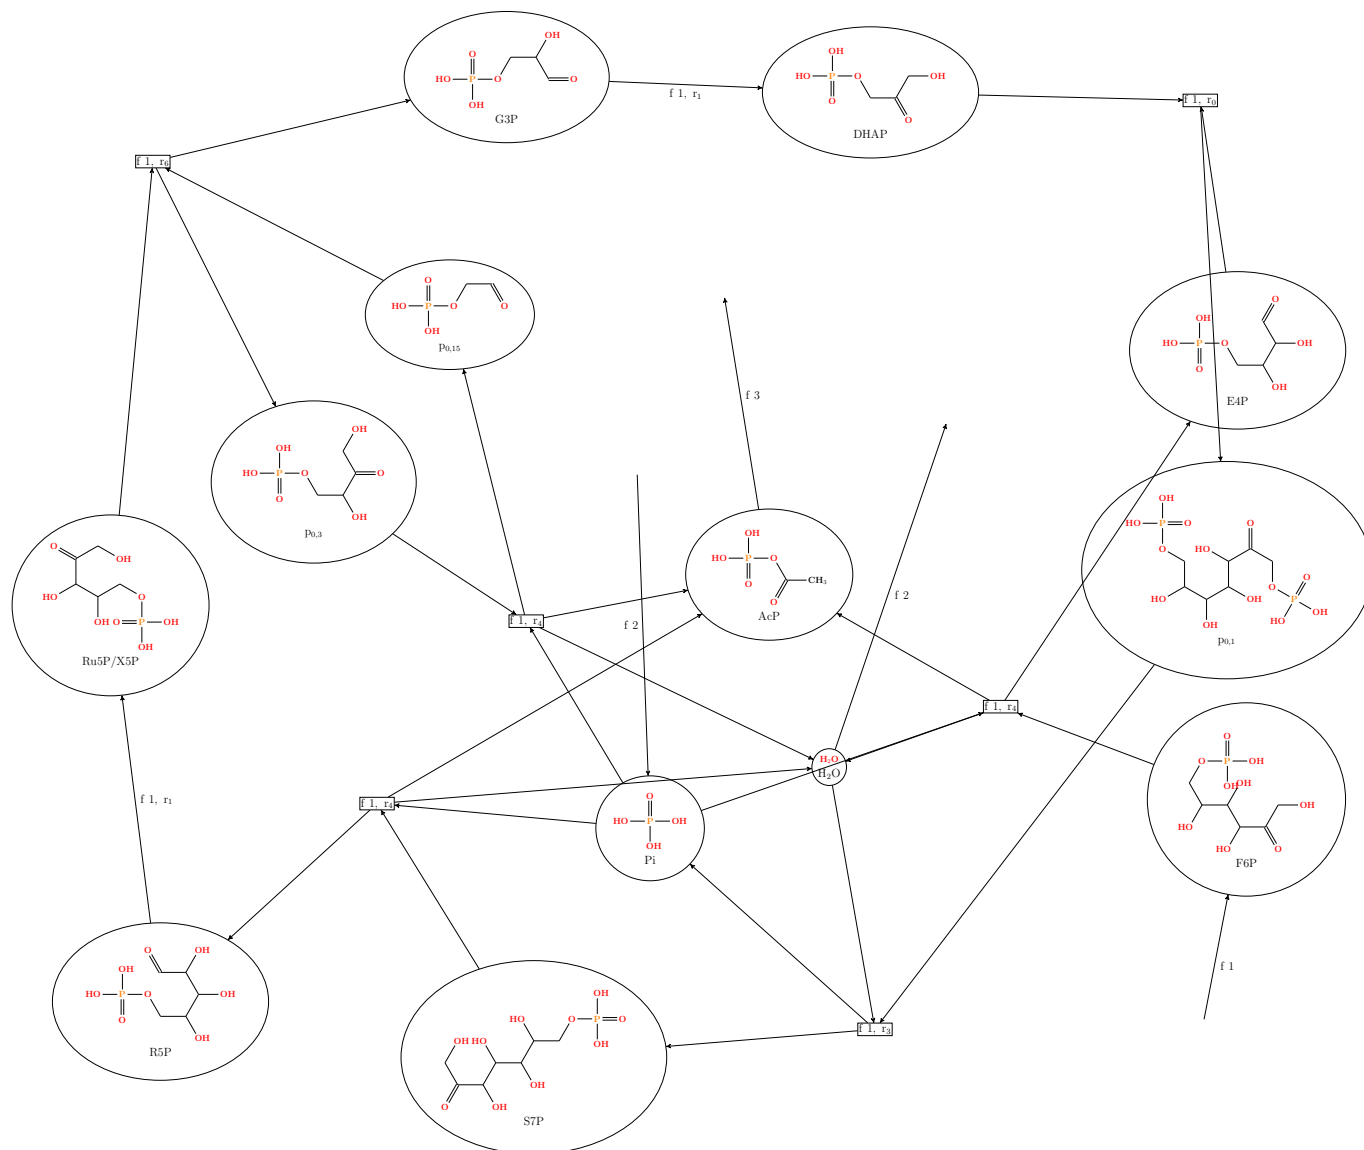 OH
O
HO P O O
OH
G3P
f 1, r₁
OH
HO P O OH
O O
DHAP
f 1, r₀
f 1, r₆
O
HO P O O
OH
p₀,₁₅
O
OH
HO P O OH
O OH
E4P
f 3
OH
OH
HO P O O
O
OH
p₀,₃
f 2
f 2
OH
HO P O CH₃
O O
AcP
OH
HO P O O
O HO
O OH
HO OH O P OH
OH HO
p₀,₁
f 1, r₄
O OH
HO O
OH O P OH
OH
Ru5P/X5P
f 1, r₄
H₂O
H₂O
O
O P OH
OH OH
OH
HO
HO O
F6P
f 1, r₄
O
HO P OH
OH
Pi
f 1, r₁
f 1
O OH
OH
HO P O OH
O
OH
R5P
f 1, r₃
OH
HO O P O
OH HO OH
OH
O OH
S7P